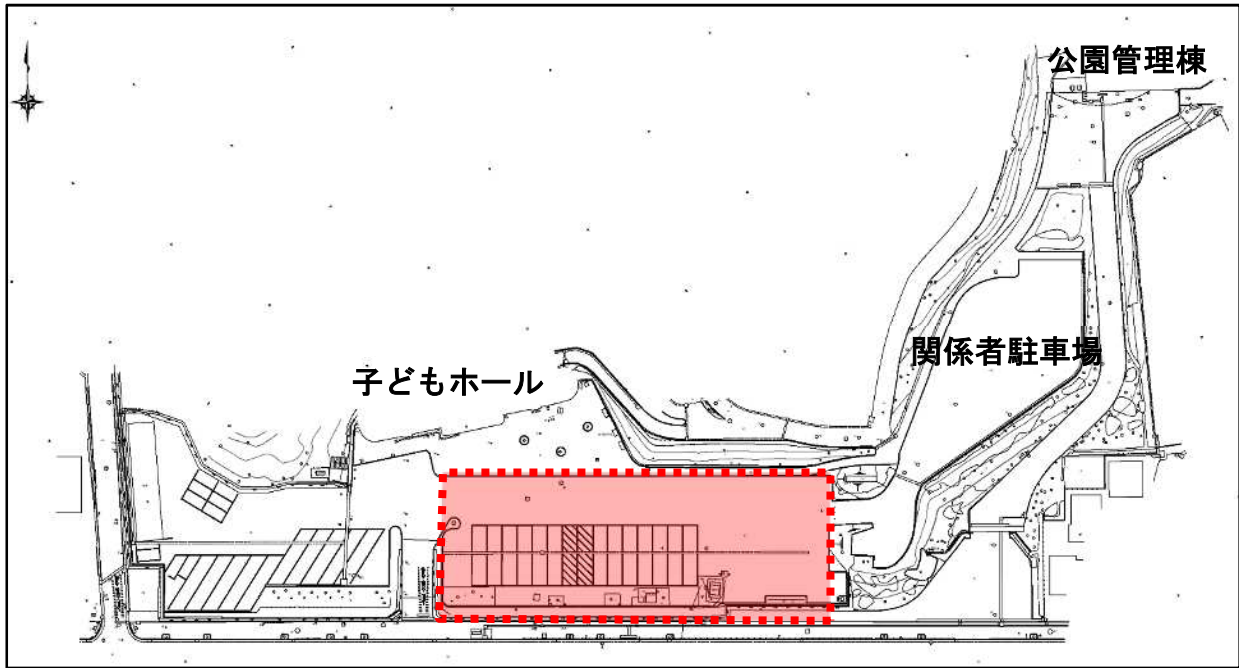 公園管理棟
関係者駐車場
子どもホール